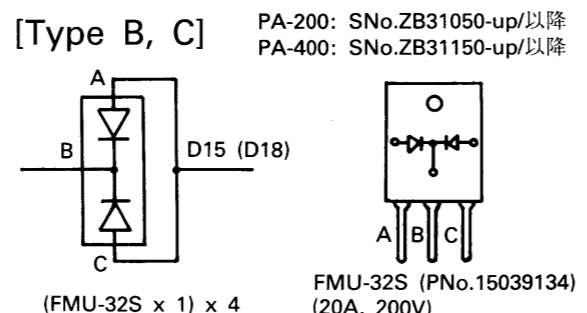 [Type B, C]
PA-200: SNo.ZB31050-up/以降
PA-400: SNo.ZB31150-up/以降
A
B
D15 (D18)
C
(FMU-32S x 1) x 4
A
B
C
FMU-32S (PNo.15039134)
(20A, 200V)